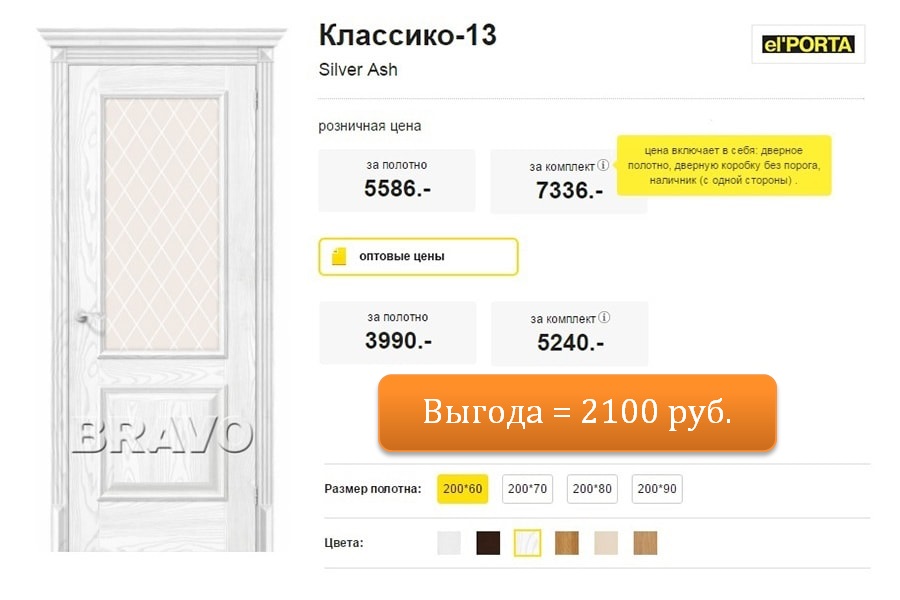 Классико-13
Silver Ash
el'PORTA
розничная цена
за полотно
5586.-
за комплект i
7336.-
цена включает в себя: дверное
полотно, дверную коробку без порога,
наличник (с одной стороны) .
оптовые цены
за полотно
3990.-
за комплект i
5240.-
Выгода = 2100 руб.
BRAVO
Размер полотна:
200*60
200*70
200*80
200*90
Цвета: